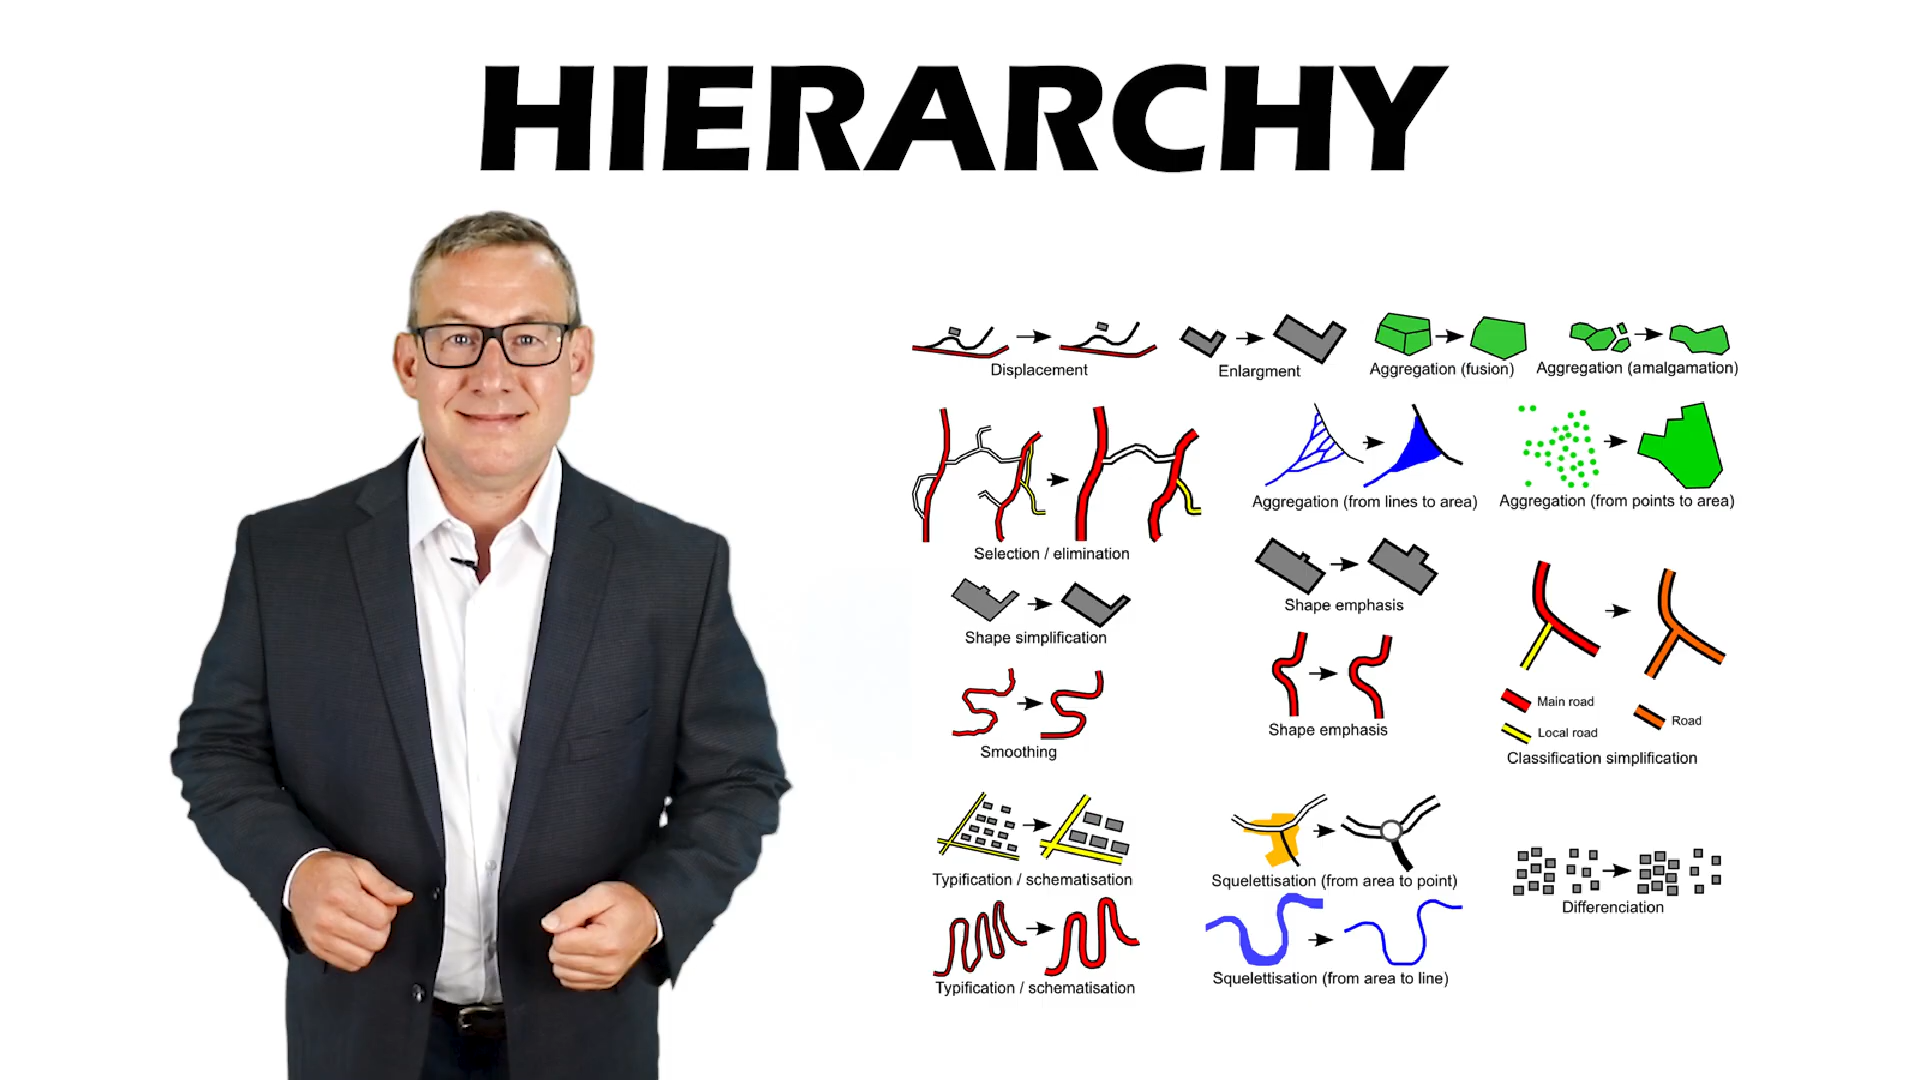 HIERARCHY
Displacement
Enlargment
Aggregation (fusion)
Aggregation (amalgamation)
Selection / elimination
Aggregation (from lines to area)
Aggregation (from points to area)
Shape simplification
Shape emphasis
Smoothing
Shape emphasis
Main road
Local road
Road
Classification simplification
Typification / schematisation
Squelettisation (from area to point)
Differenciation
Typification / schematisation
Squelettisation (from area to line)